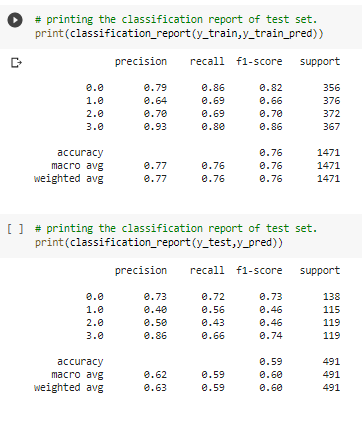 # printing the classification report of test set.
print(classification_report(y_train,y_train_pred))
precision recall f1-score support
0.0 0.79 0.86 0.82 356
1.0 0.64 0.69 0.66 376
2.0 0.70 0.69 0.70 372
3.0 0.93 0.80 0.86 367
accuracy 0.76 1471
macro avg 0.77 0.76 0.76 1471
weighted avg 0.77 0.76 0.76 1471
[ ] # printing the classification report of test set.
print(classification_report(y_test,y_pred))
precision recall f1-score support
0.0 0.73 0.72 0.73 138
1.0 0.40 0.56 0.46 115
2.0 0.50 0.43 0.46 119
3.0 0.86 0.66 0.74 119
accuracy 0.59 491
macro avg 0.62 0.59 0.60 491
weighted avg 0.63 0.59 0.60 491